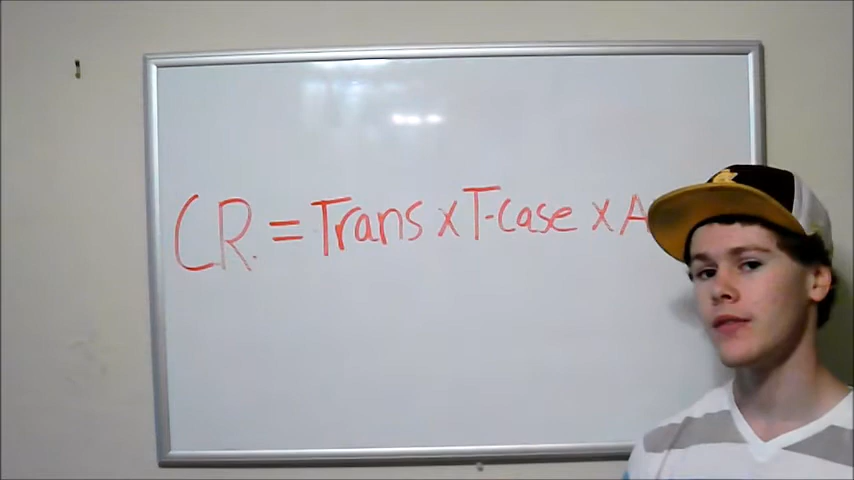 CR. = Trans x T-case x A